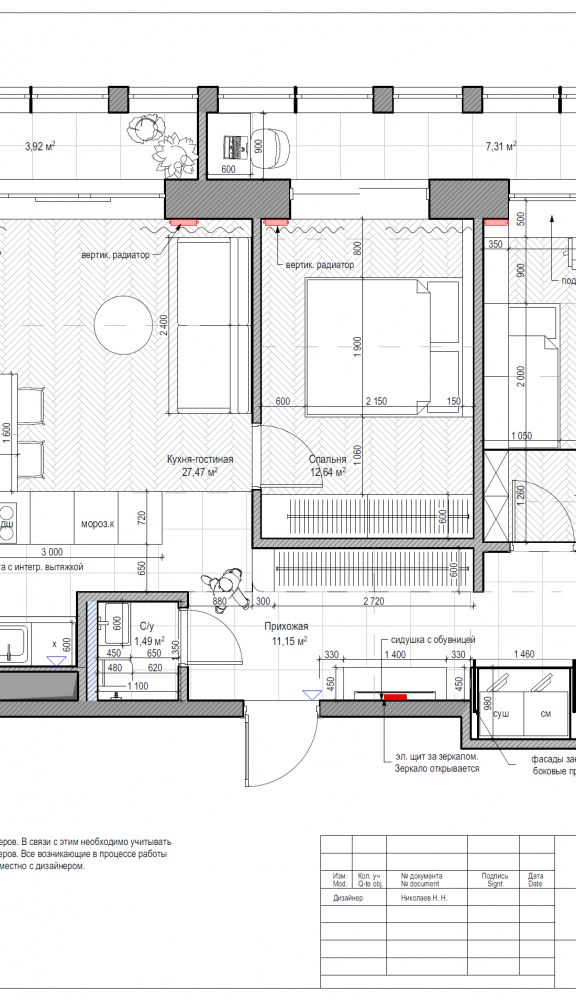 3,92 м²
7,31 м²
900
600
500
350
800
900
вертик. радиатор
вертик. радиатор
под
2 400
1 900
2 000
1 600
600
2 150
150
1 050
1 060
Кухня-гостиная
27,47 м²
Спальня
12,64 м²
1 260
мороз.к
720
600
3 000
та с интегр. вытяжкой
650
600
880
300
2 720
600
С/у
1,49 м²
Прихожая
11,15 м²
сидушка с обувницей
600
х
450
650
1 350
330
1 400
330
1 460
480
620
450
450
980
1 100
суш
см
эл. щит за зеркалом.
Зеркало открывается
фасады зак
боковые пр
еров. В связи с этим необходимо учитывать
еров. Все возникающие в процессе работы
местно с дизайнером.
Изм. Кол. уч № документа Подпись Дата
Mod. Q-te obj. № document Signt Date
Дизайнер Николаев Н. Н.